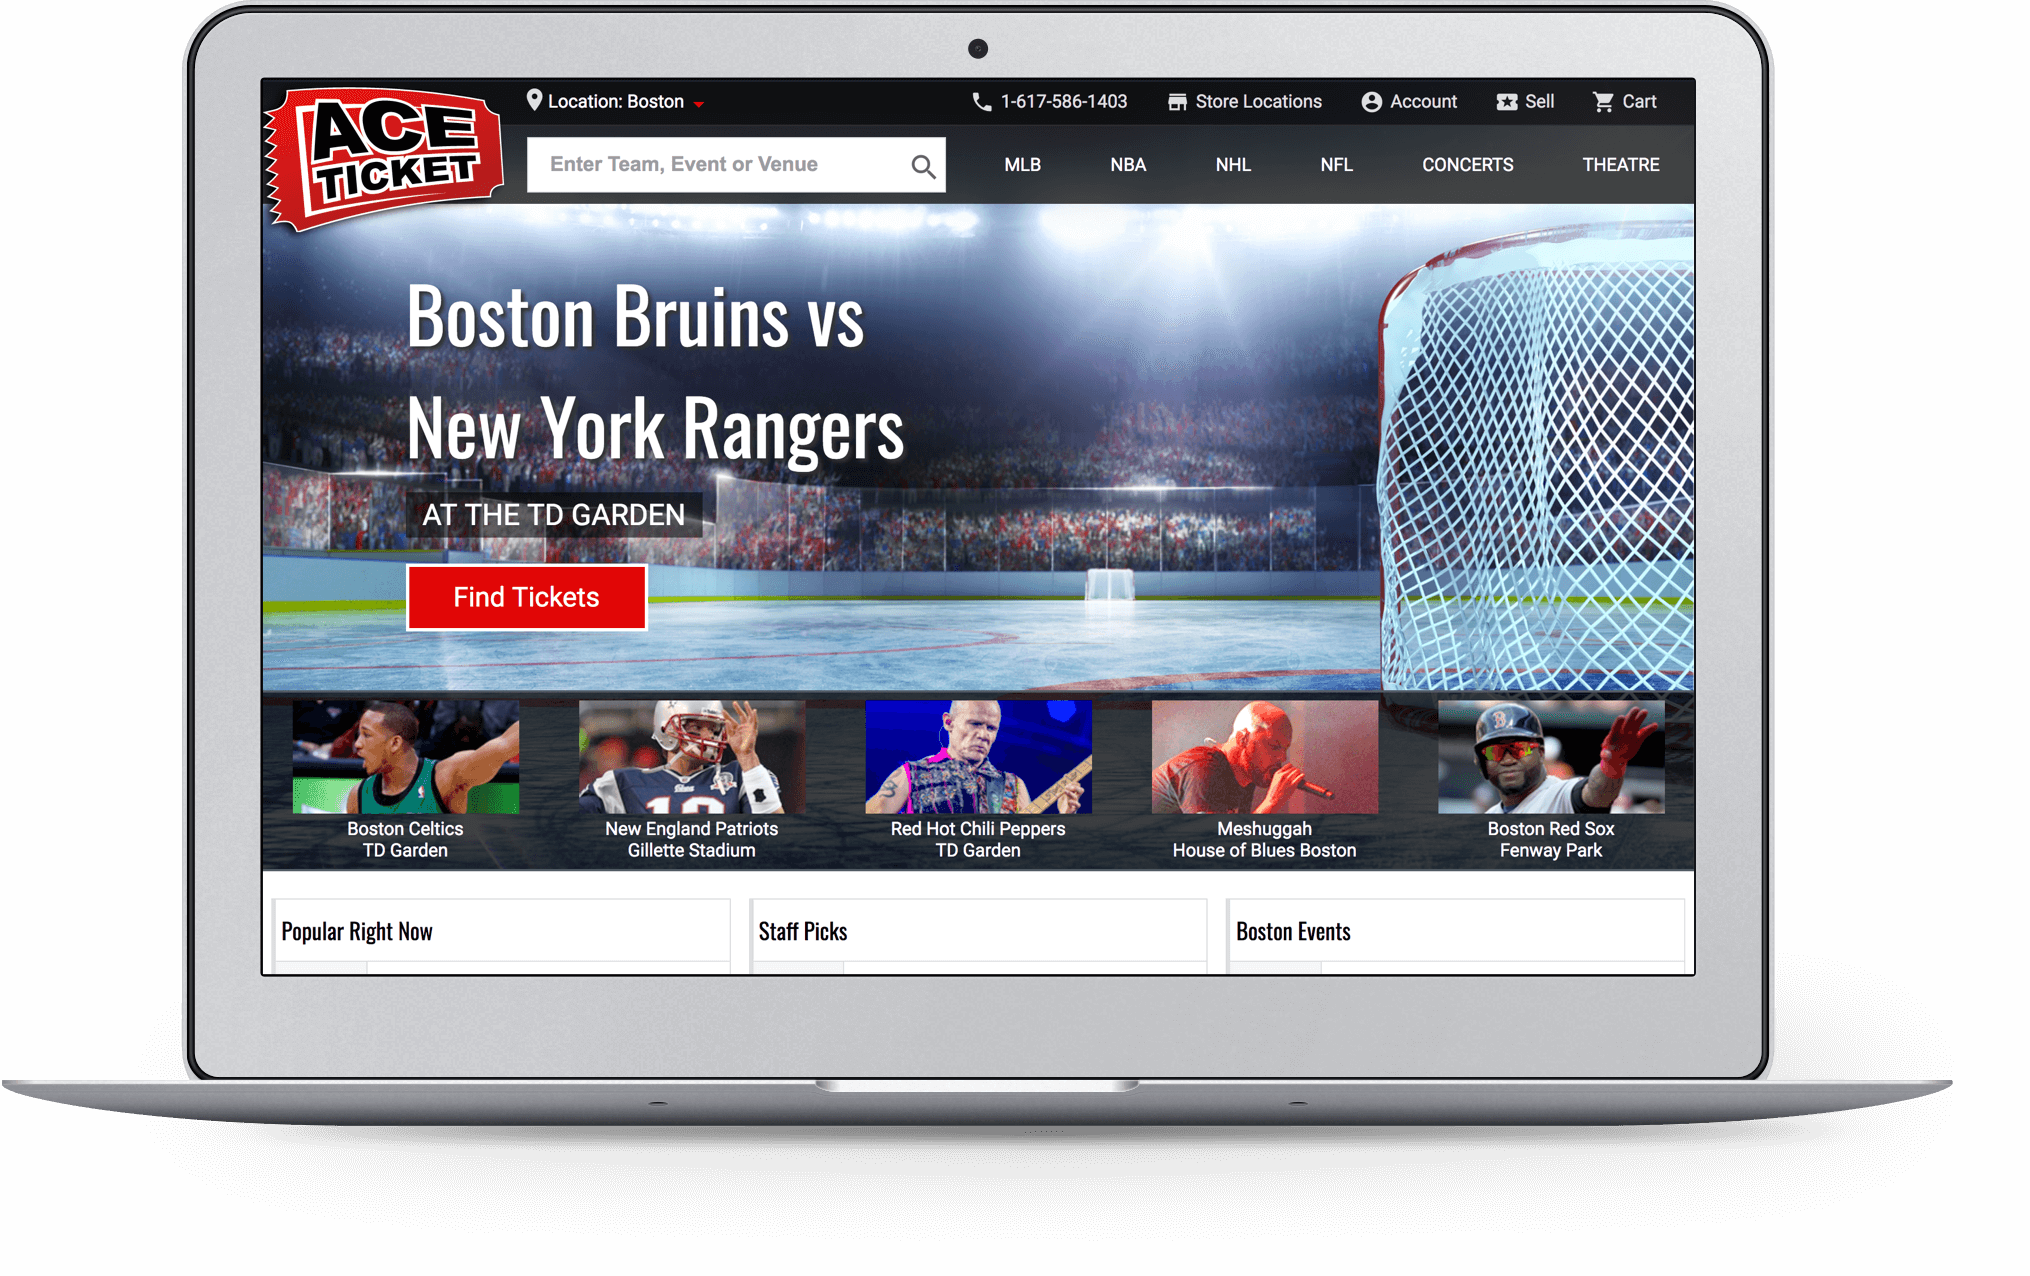 ACE
TICKET
Location: Boston
1-617-586-1403
Store Locations
Account
Sell
Cart
Enter Team, Event or Venue
MLB
NBA
NHL
NFL
CONCERTS
THEATRE
Boston Bruins vs
New York Rangers
AT THE TD GARDEN
Find Tickets
Boston Celtics
TD Garden
New England Patriots
Gillette Stadium
Red Hot Chili Peppers
TD Garden
Meshuggah
House of Blues Boston
Boston Red Sox
Fenway Park
Popular Right Now
Staff Picks
Boston Events